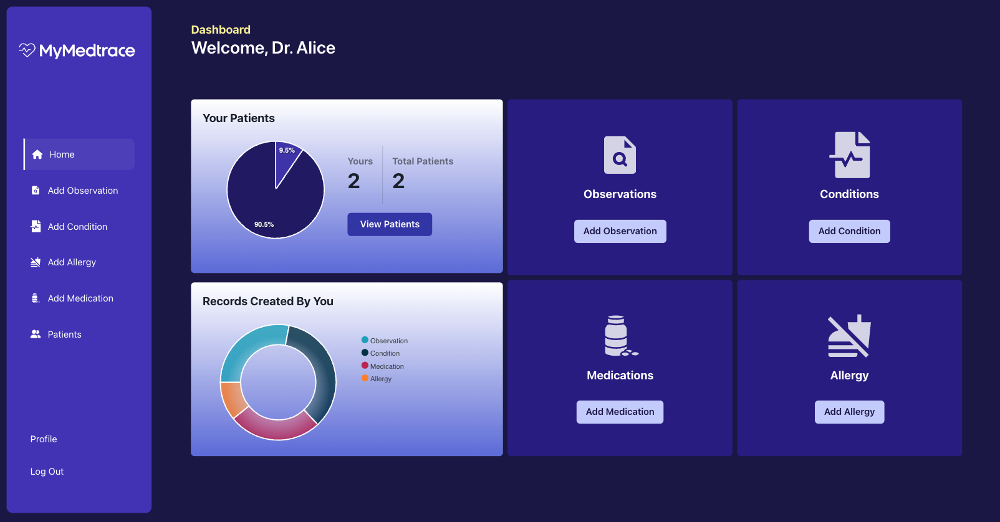 MyMedtrace
Home
Add Observation
Add Condition
Add Allergy
Add Medication
Patients
Profile
Log Out
Dashboard
Welcome, Dr. Alice
Your Patients
9.5%
90.5%
Yours
2
Total Patients
2
View Patients
Observations
Add Observation
Conditions
Add Condition
Records Created By You
Observation
Condition
Medication
Allergy
Medications
Add Medication
Allergy
Add Allergy